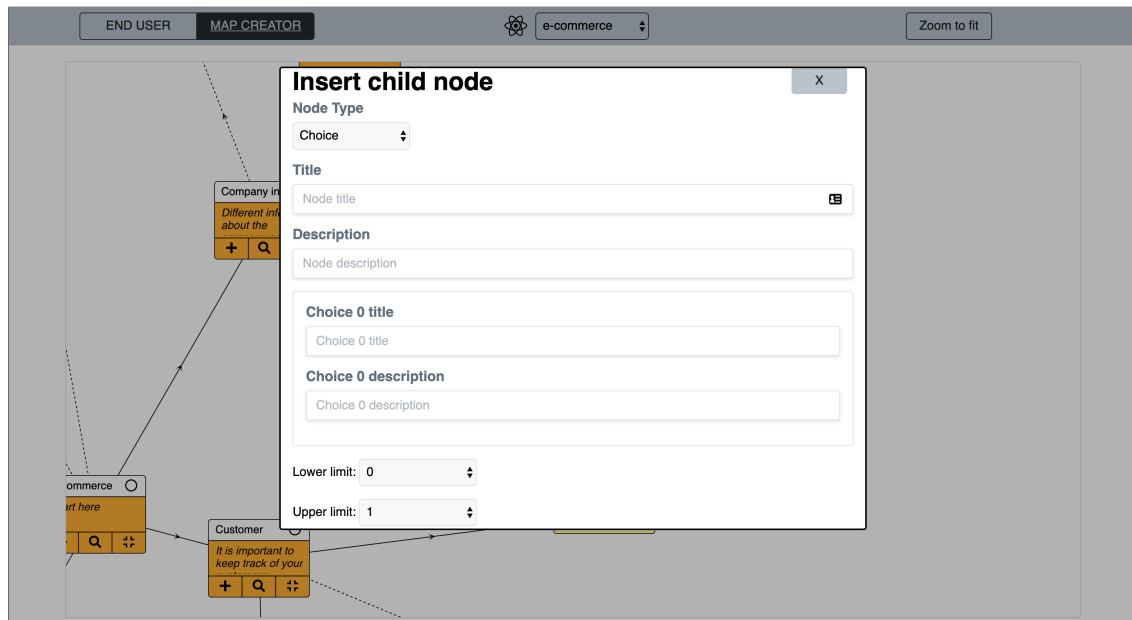 END USER
MAP CREATOR
e-commerce
Zoom to fit
Insert child node
X
Node Type
Choice
Title
Node title
Description
Node description
Choice 0 title
Choice 0 title
Choice 0 description
Choice 0 description
Lower limit: 0
Upper limit: 1
Company in
Different inf
about the
ommerce
art here
Customer
It is important to
keep track of your